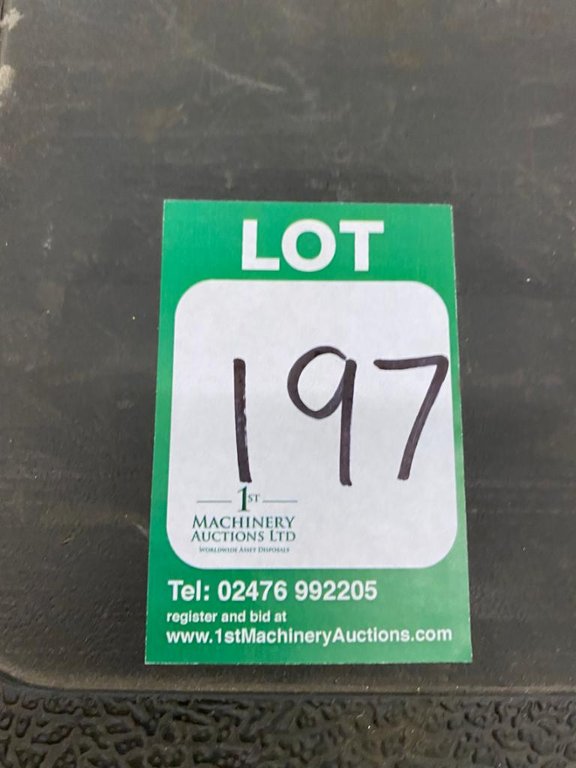 LOT
197
1ST
MACHINERY
AUCTIONS LTD
WORLDWIDE ASSET DISPOSALS
Tel: 02476 992205
register and bid at
www.1stMachineryAuctions.com